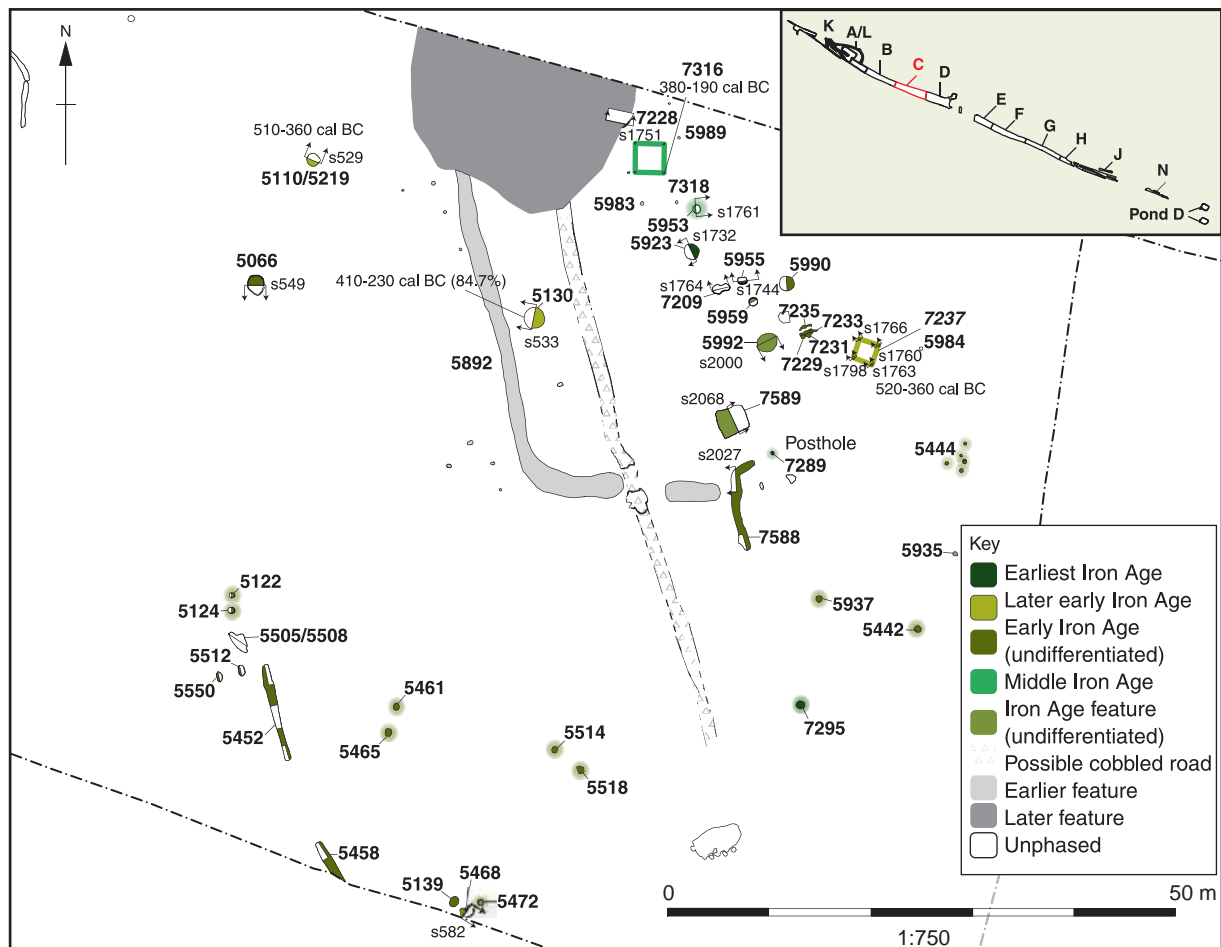 N
K
A/L
B
C
D
E
F
G
H
J
N
Pond D
7316
380-190 cal BC
7228
s1751
5989
510-360 cal BC
s529
5110/5219
7318
5983
5953
s1761
5923
s1732
5066
s549
5955
5990
410-230 cal BC (84.7%)
5130
s1764
s1744
7209
5959
7235
7233
s1766
7237
s533
5892
5992
7231
s1760
5984
s2000
7229
s1798
s1763
520-360 cal BC
s2068
7589
Posthole
s2027
7289
5444
7588
5935
5122
5124
5937
5442
5505/5508
5512
5550
5461
5452
5465
7295
5514
5518
5458
5468
5139
5472
s582
Key
Earliest Iron Age
Later early Iron Age
Early Iron Age
(undifferentiated)
Middle Iron Age
Iron Age feature
(undifferentiated)
Possible cobbled road
Earlier feature
Later feature
Unphased
0
50 m
1:750